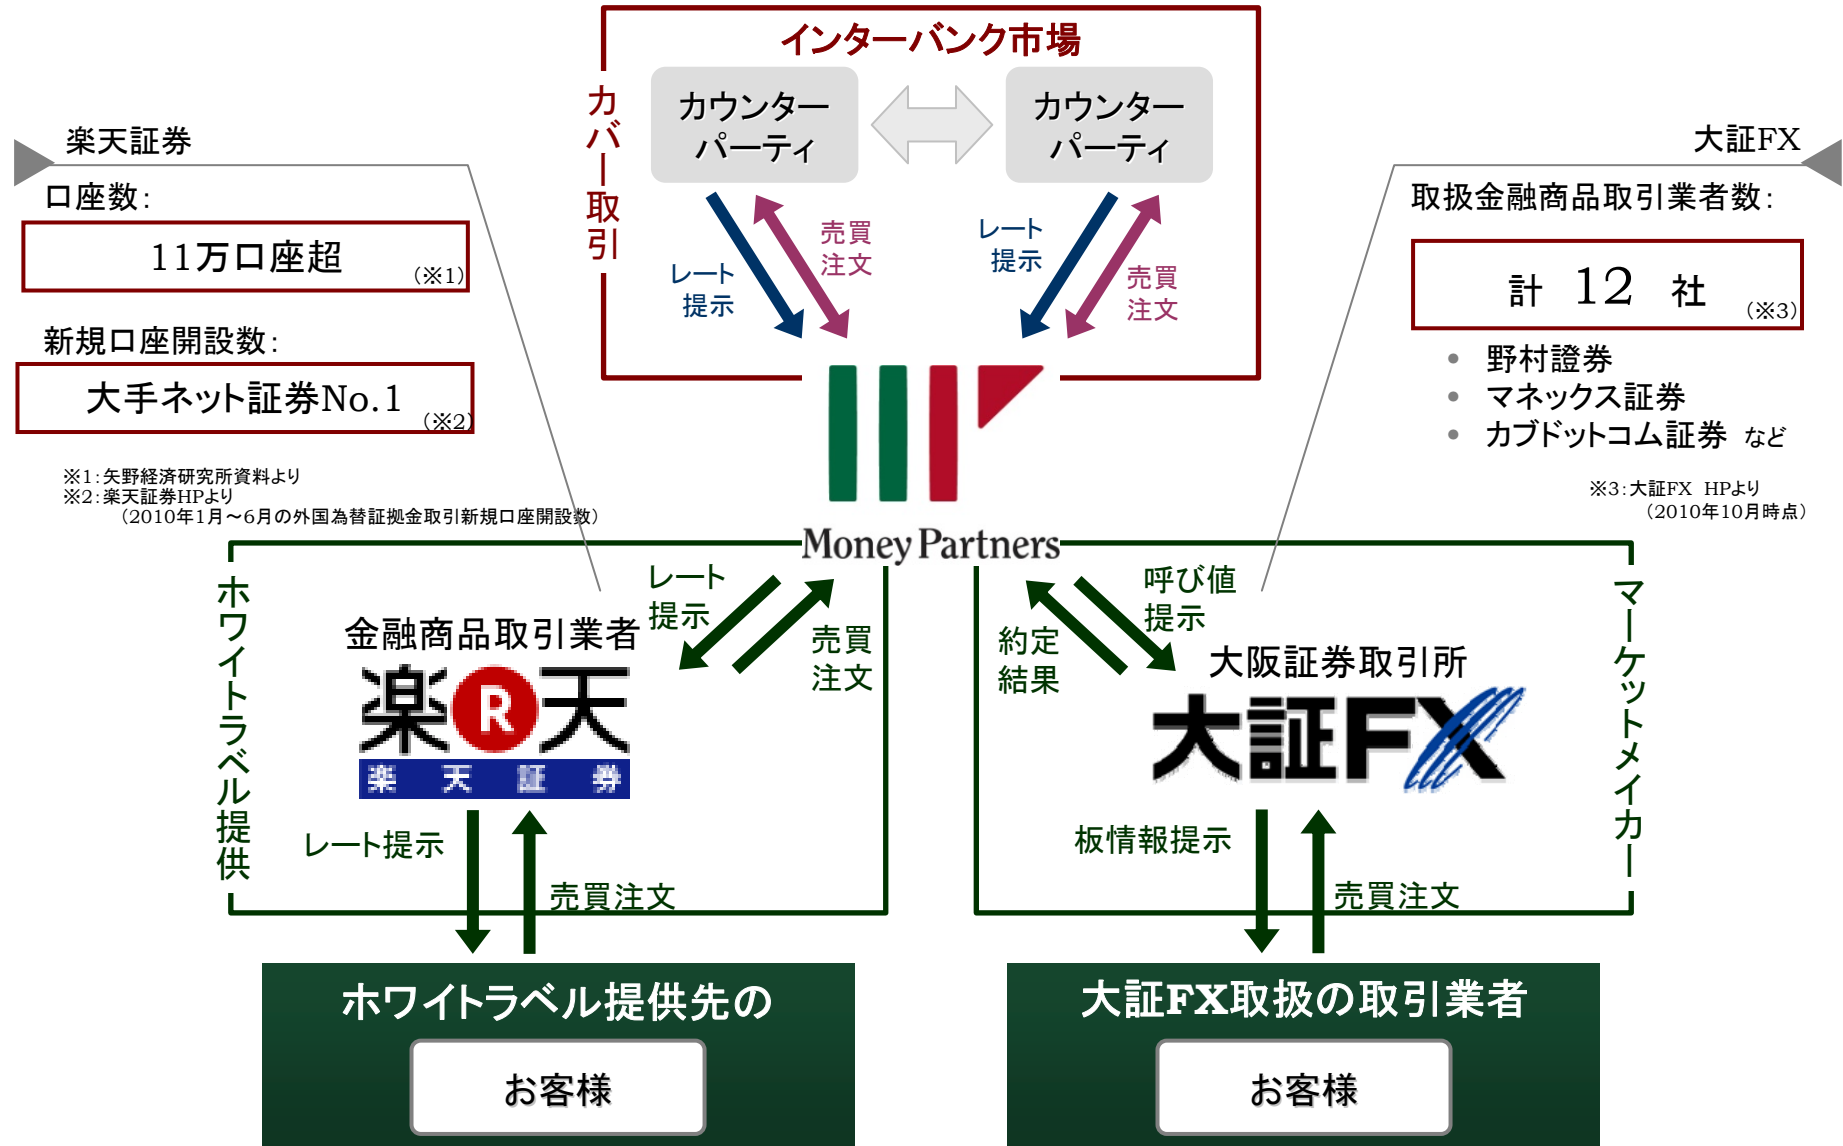 インターバンク市場
カバー取引
カウンター
パーティ
カウンター
パーティ
レート
提示
売買
注文
レート
提示
売買
注文
楽天証券
口座数：
11万口座超
（※1）
新規口座開設数：
大手ネット証券No.1
（※2）
※1：矢野経済研究所資料より
※2：楽天証券HPより
（2010年1月～6月の外国為替証拠金取引新規口座開設数）
大証FX
取扱金融商品取引業者数：
計 12 社
（※3）
• 野村證券
• マネックス証券
• カブドットコム証券 など
※3：大証FX HPより
（2010年10月時点）
Money Partners
ホワイトラベル提供
レート
提示
売買
注文
金融商品取引業者
楽R天
楽天証券
レート提示
売買注文
マーケットメイカー
呼び値
提示
約定
結果
大阪証券取引所
大証FX
板情報提示
売買注文
ホワイトラベル提供先の
お客様
大証FX取扱の取引業者
お客様